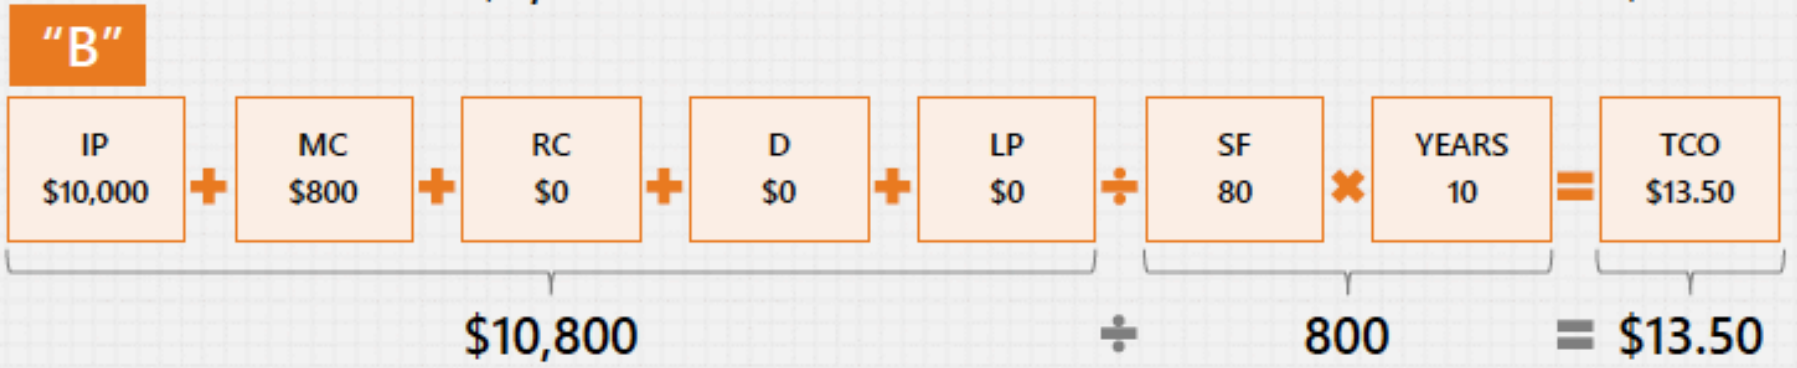 “B”
IP
$10,000
+
MC
$800
+
RC
$0
+
D
$0
+
LP
$0
÷
SF
80
×
YEARS
10
=
TCO
$13.50
$10,800 ÷ 800 = $13.50